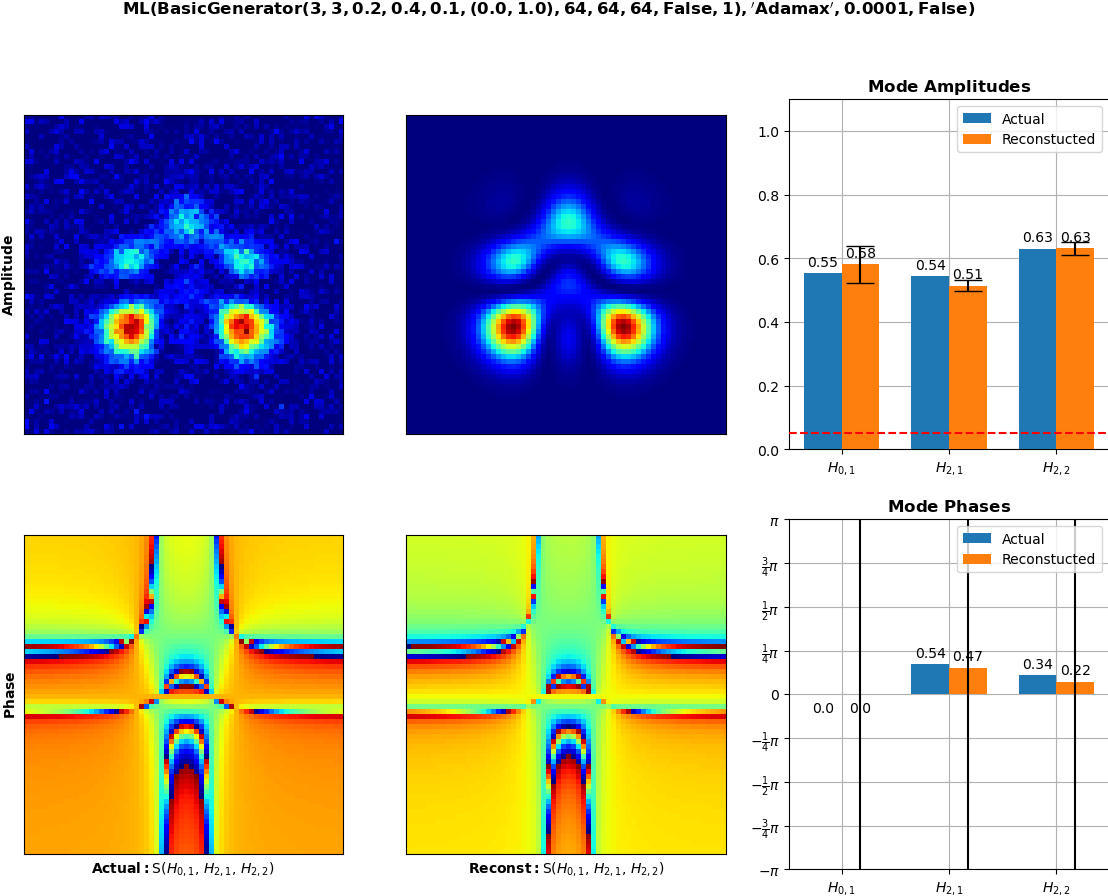 ML(BasicGenerator(3, 3, 0.2, 0.4, 0.1, (0.0, 1.0), 64, 64, 64, False, 1), ′Adamax′, 0.0001, False)
Amplitude
Mode Amplitudes
Actual
Reconstucted
1.0
0.8
0.6
0.4
0.2
0.0
0.55
0.58
0.54
0.51
0.63
0.63
H0, 1
H2, 1
H2, 2
Phase
Actual: S(H0, 1, H2, 1, H2, 2)
Reconst: S(H0, 1, H2, 1, H2, 2)
Mode Phases
Actual
Reconstucted
π
3/4π
1/2π
1/4π
0
−1/4π
−1/2π
−3/4π
−π
0.0
0.0
0.54
0.47
0.34
0.22
H0, 1
H2, 1
H2, 2